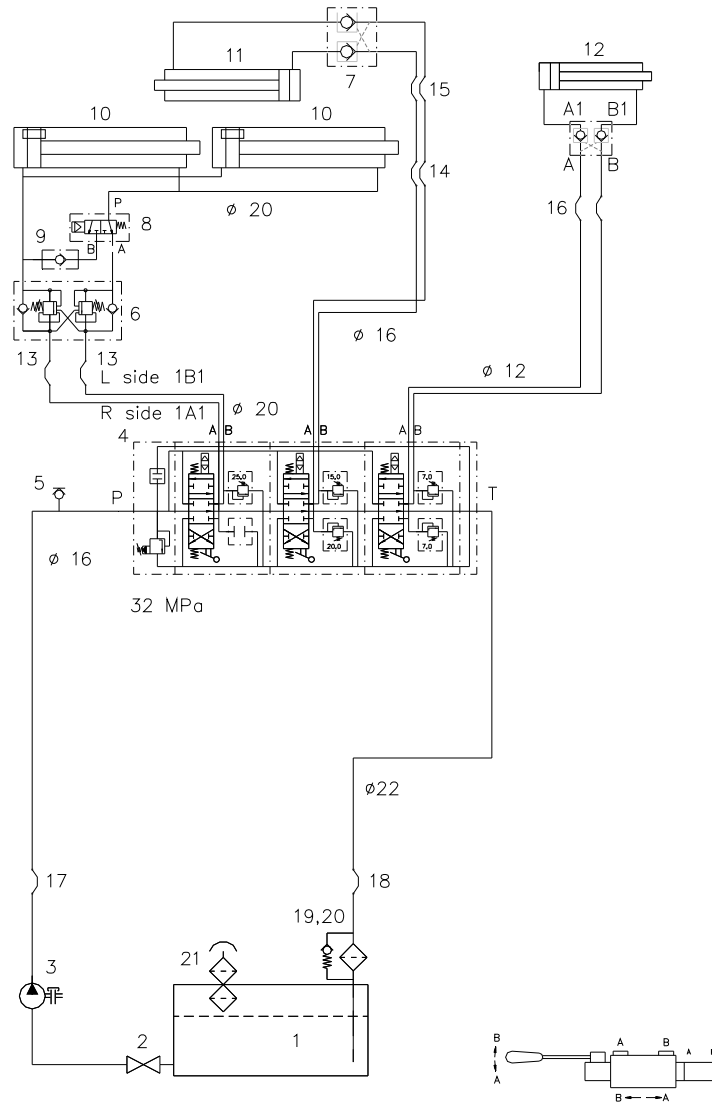 11
7
12
15
A1 B1
10
10
A B
14
P
ø 20
8
16
9
B A
6
ø 16
13
13
L side 1B1
ø 12
R side 1A1
ø 20
A B
A B
A B
4
25,0
15,0
7,0
5
P
T
20,0
7,0
ø 16
32 MPa
ø22
17
18
19,20
21
3
2
1
B
A
A B
A
B A